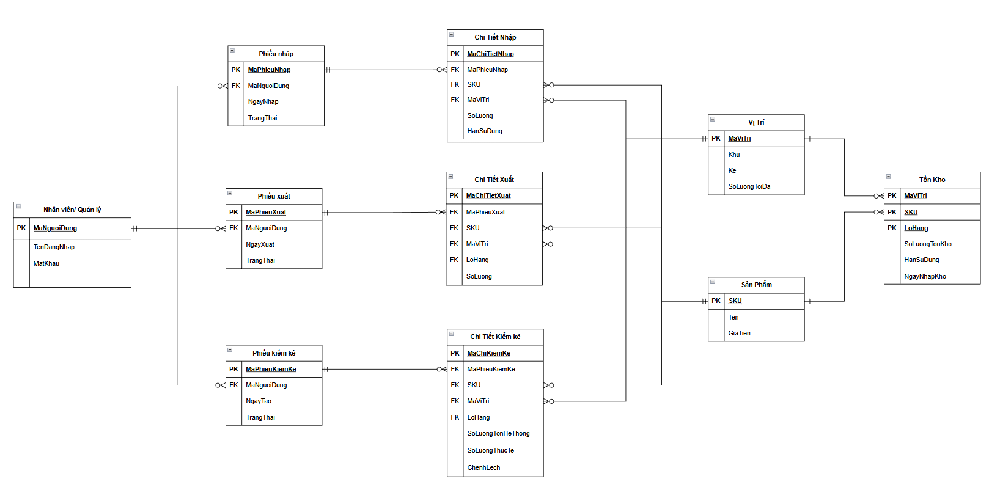 Nhân viên/ Quản lý
PK MaNguoiDung
TenDangNhap
MatKhau
Phiếu nhập
PK MaPhieuNhap
FK MaNguoiDung
NgayNhap
TrangThai
Phiếu xuất
PK MaPhieuXuat
FK MaNguoiDung
NgayXuat
TrangThai
Phiếu kiểm kê
PK MaPhieuKiemKe
FK MaNguoiDung
NgayTao
TrangThai
Chi Tiết Nhập
PK MaChiTietNhap
FK MaPhieuNhap
FK SKU
FK MaViTri
SoLuong
HanSuDung
Chi Tiết Xuất
PK MaChiTietXuat
FK MaPhieuXuat
FK SKU
FK MaViTri
FK LoHang
SoLuong
Chi Tiết Kiểm kê
PK MaChiKiemKe
FK MaPhieuKiemKe
FK SKU
FK MaViTri
FK LoHang
SoLuongTonHeThong
SoLuongThucTe
ChenhLech
Vị Trí
PK MaViTri
Khu
Ke
SoLuongToiDa
Sản Phẩm
PK SKU
Ten
GiaTien
Tồn Kho
PK MaViTri
PK SKU
PK LoHang
SoLuongTonKho
HanSuDung
NgayNhapKho